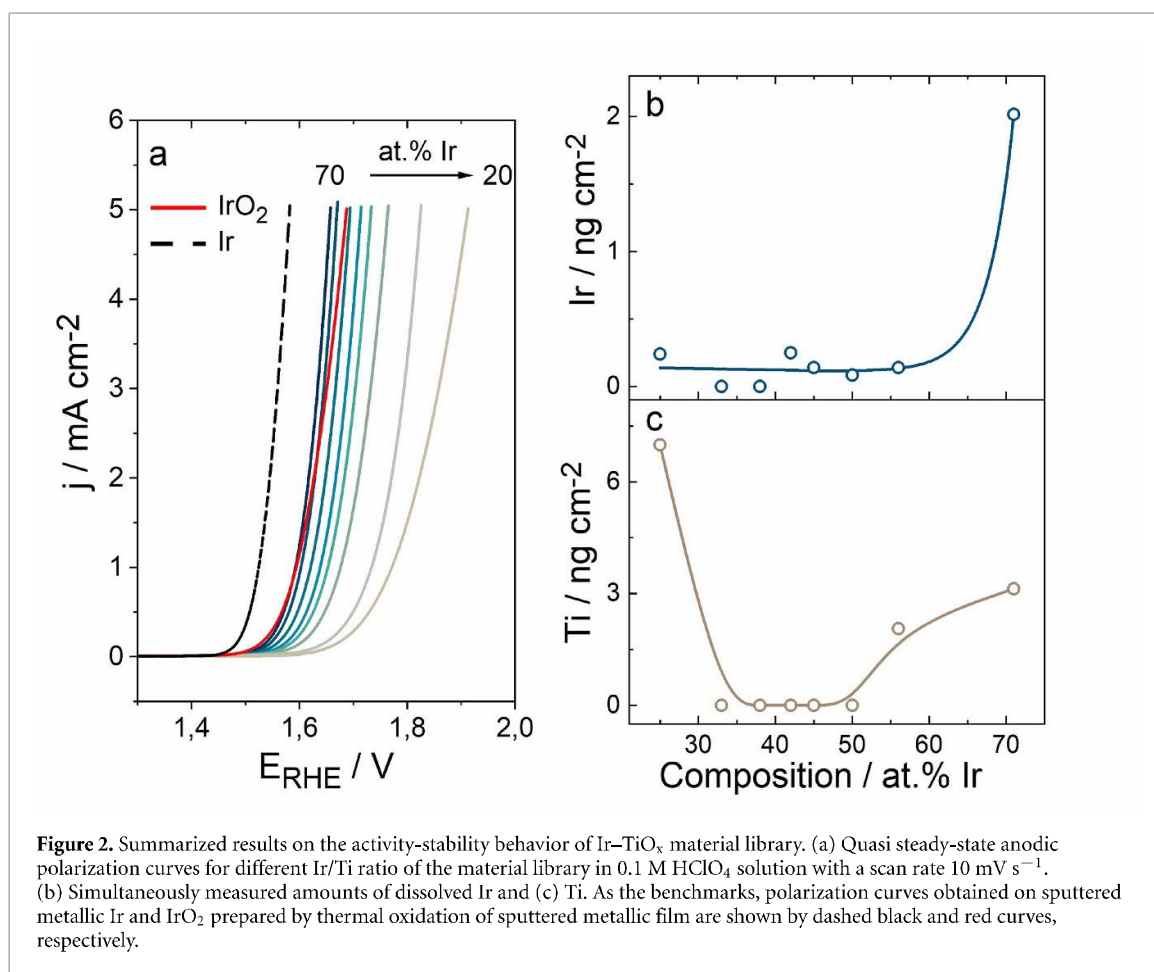 a
6
5
4
3
2
1
0
j / mA cm-2
at.% Ir
70
20
IrO2
Ir
1,4
1,6
1,8
2,0
ERHE / V
b
2
1
0
Ir / ng cm-2
c
6
3
0
Ti / ng cm-2
30
40
50
60
70
Composition / at.% Ir
Figure 2. Summarized results on the activity-stability behavior of Ir–TiOx material library. (a) Quasi steady-state anodic
polarization curves for different Ir/Ti ratio of the material library in 0.1 M HClO4 solution with a scan rate 10 mV s−1.
(b) Simultaneously measured amounts of dissolved Ir and (c) Ti. As the benchmarks, polarization curves obtained on sputtered
metallic Ir and IrO2 prepared by thermal oxidation of sputtered metallic film are shown by dashed black and red curves,
respectively.